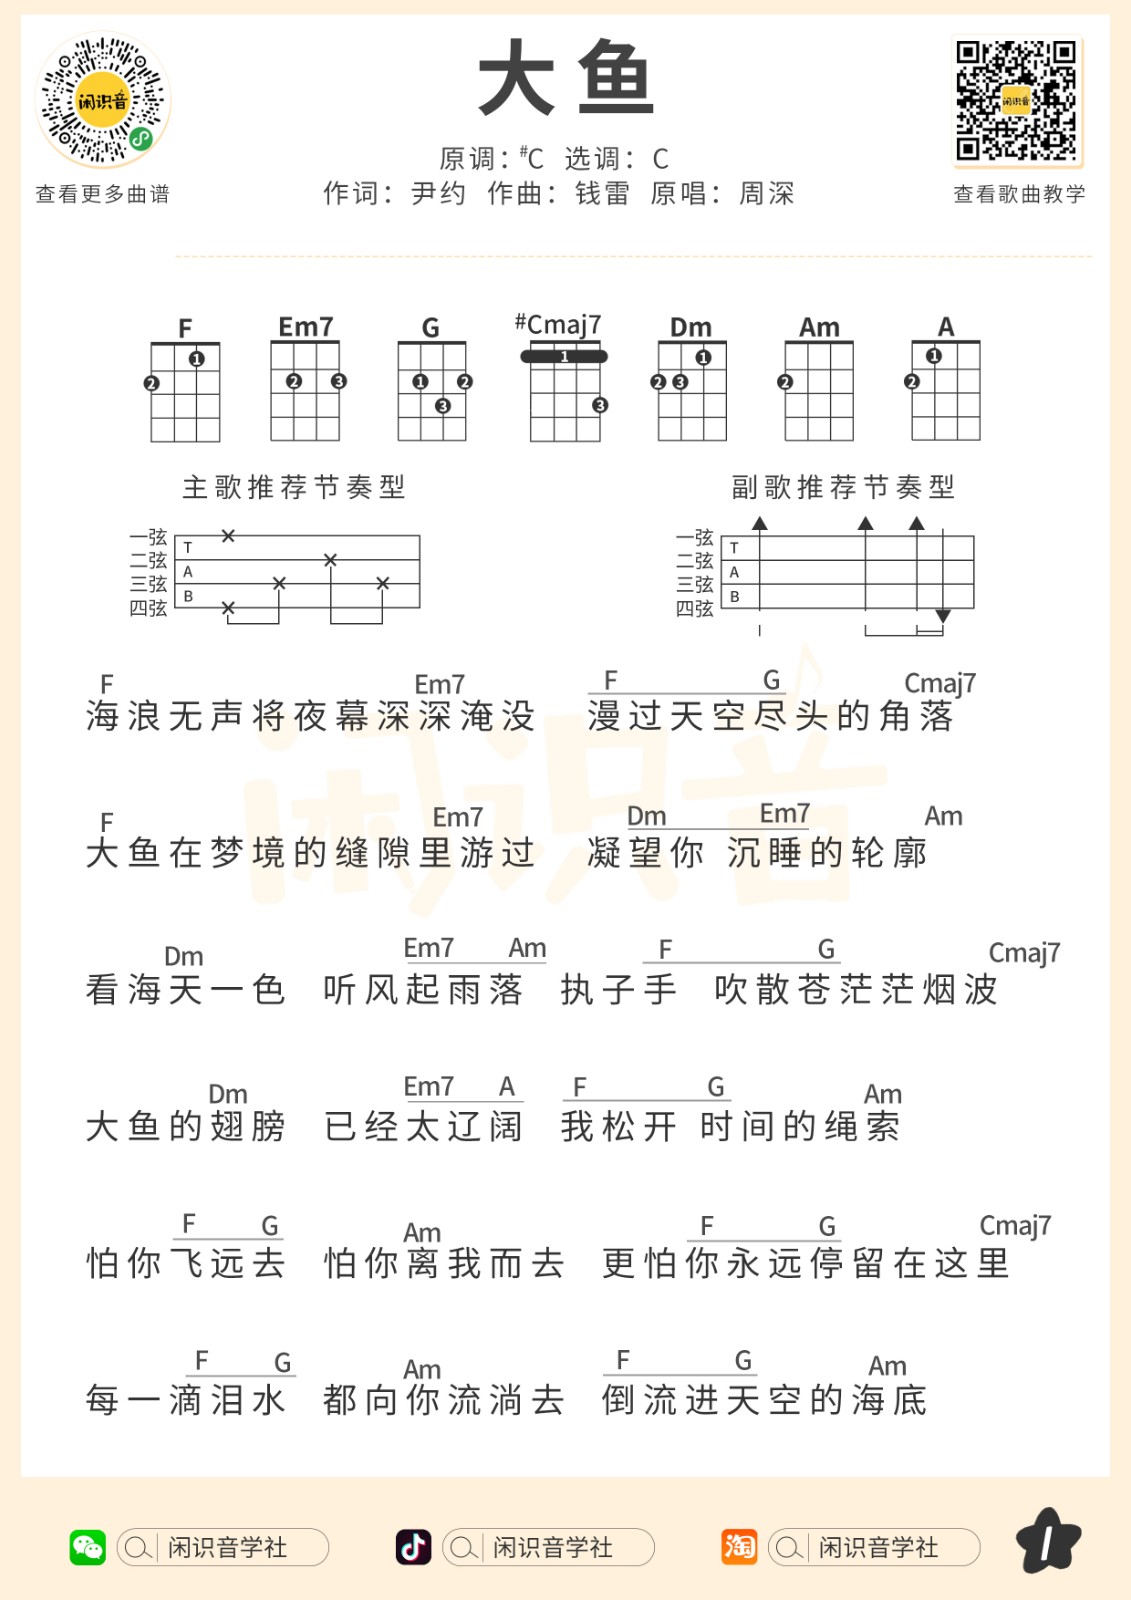 大鱼
原调：#C 选调：C
作词：尹约 作曲：钱雷 原唱：周深
闲识音
查看更多曲谱
闲识音
查看歌曲教学
F Em7 G #Cmaj7 Dm Am A
1 2 2 3 1 2 3 1 3 1 2 3 2 1 2
主歌推荐节奏型 副歌推荐节奏型
一弦 T 一弦 T
二弦 A 二弦 A
三弦 B 三弦 B
四弦 四弦
F Em7 F G Cmaj7
海浪无声将夜幕深深淹没 漫过天空尽头的角落
F Em7 Dm Em7 Am
大鱼在梦境的缝隙里游过 凝望你 沉睡的轮廓
Dm Em7 Am F G Cmaj7
看海天一色 听风起雨落 执子手 吹散苍茫茫烟波
Dm Em7 A F G Am
大鱼的翅膀 已经太辽阔 我松开 时间的绳索
F G Am F G Cmaj7
怕你飞远去 怕你离我而去 更怕你永远停留在这里
F G Am F G Am
每一滴泪水 都向你流淌去 倒流进天空的海底
闲识音
闲识音学社 闲识音学社 淘 闲识音学社 1